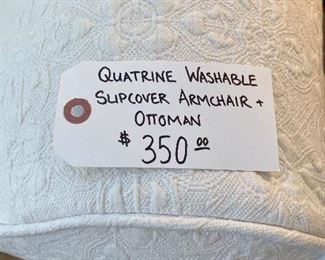 QUATRINE WASHABLE
SLIPCOVER ARMCHAIR +
OTTOMAN
$ 350.00